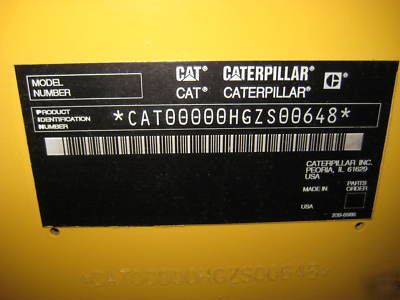 MODEL NUMBER
CAT CATERPILLAR C
CAT CATERPILLAR
PRODUCT IDENTIFICATION NUMBER
*CAT00000HGZS00648*
CATERPILLAR INC.
PEORIA, IL 61629
USA
MADE IN
PARTS ORDER
USA
*CAT00000HGZS00648*